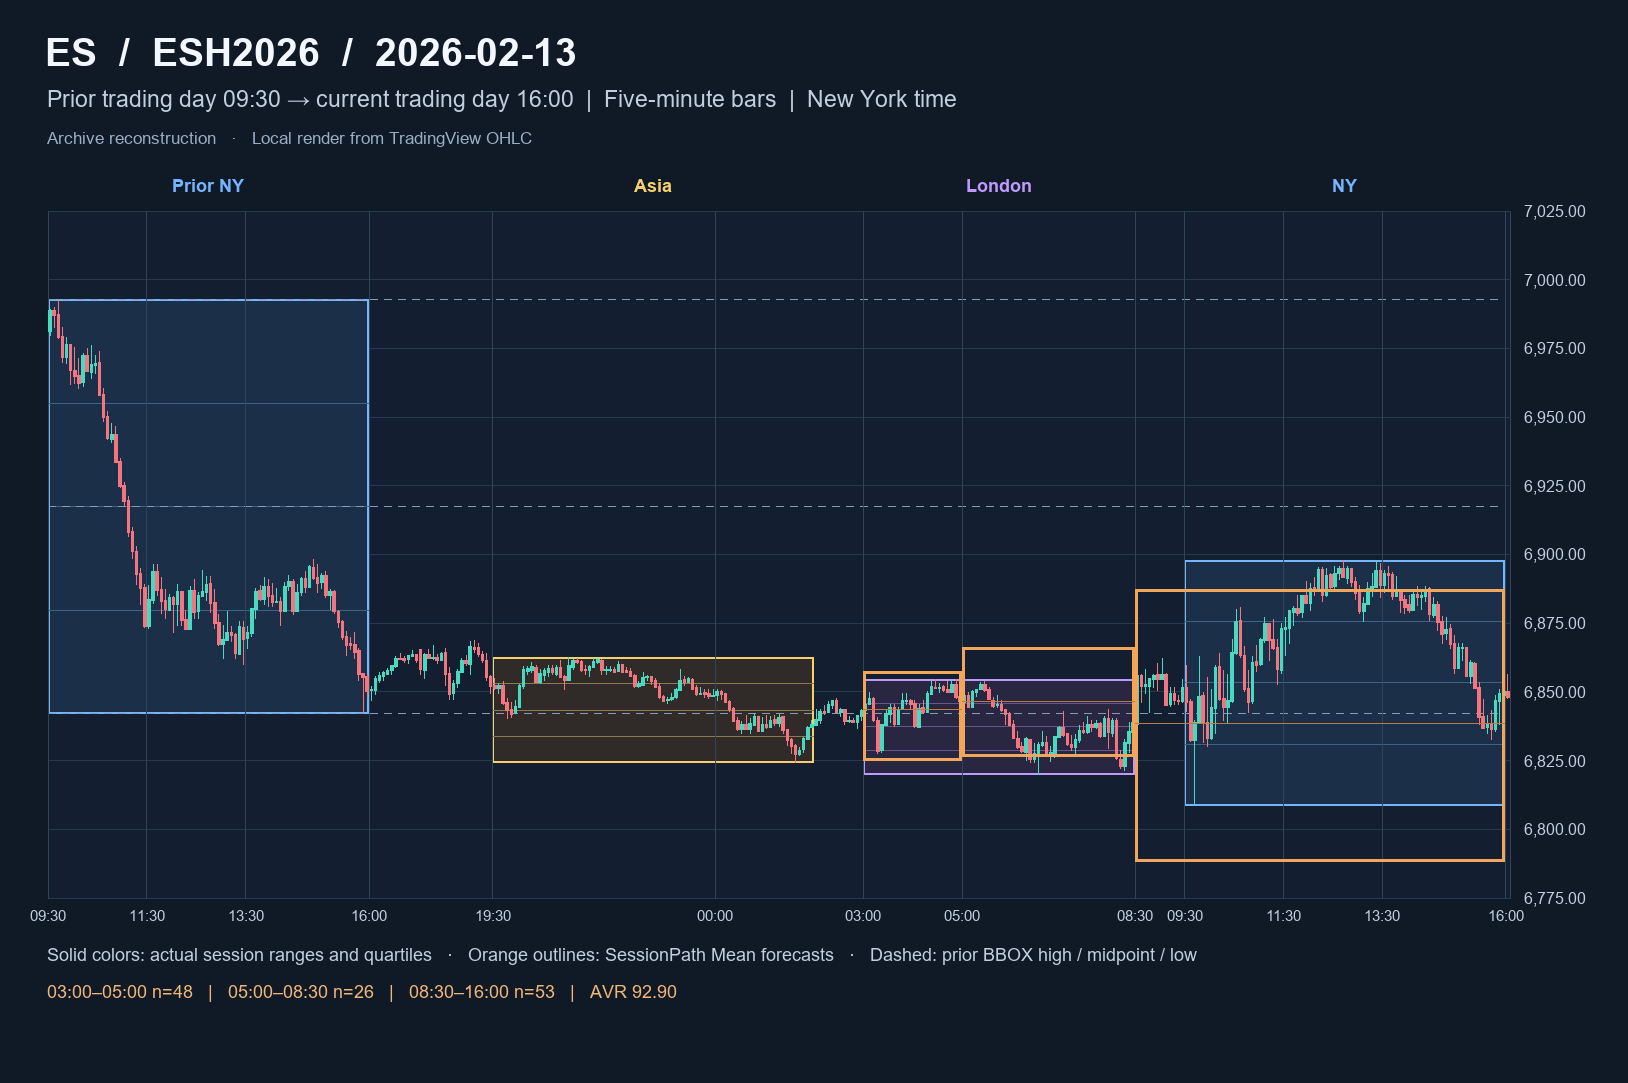 ES / ESH2026 / 2026-02-13
Prior trading day 09:30 → current trading day 16:00 | Five-minute bars | New York time
Archive reconstruction · Local render from TradingView OHLC
Prior NY Asia London NY
7,025.00
7,000.00
6,975.00
6,950.00
6,925.00
6,900.00
6,875.00
6,850.00
6,825.00
6,800.00
6,775.00
09:30 11:30 13:30 16:00 19:30 00:00 03:00 05:00 08:30 09:30 11:30 13:30 16:00
Solid colors: actual session ranges and quartiles · Orange outlines: SessionPath Mean forecasts · Dashed: prior BBOX high / midpoint / low
03:00–05:00 n=48 | 05:00–08:30 n=26 | 08:30–16:00 n=53 | AVR 92.90